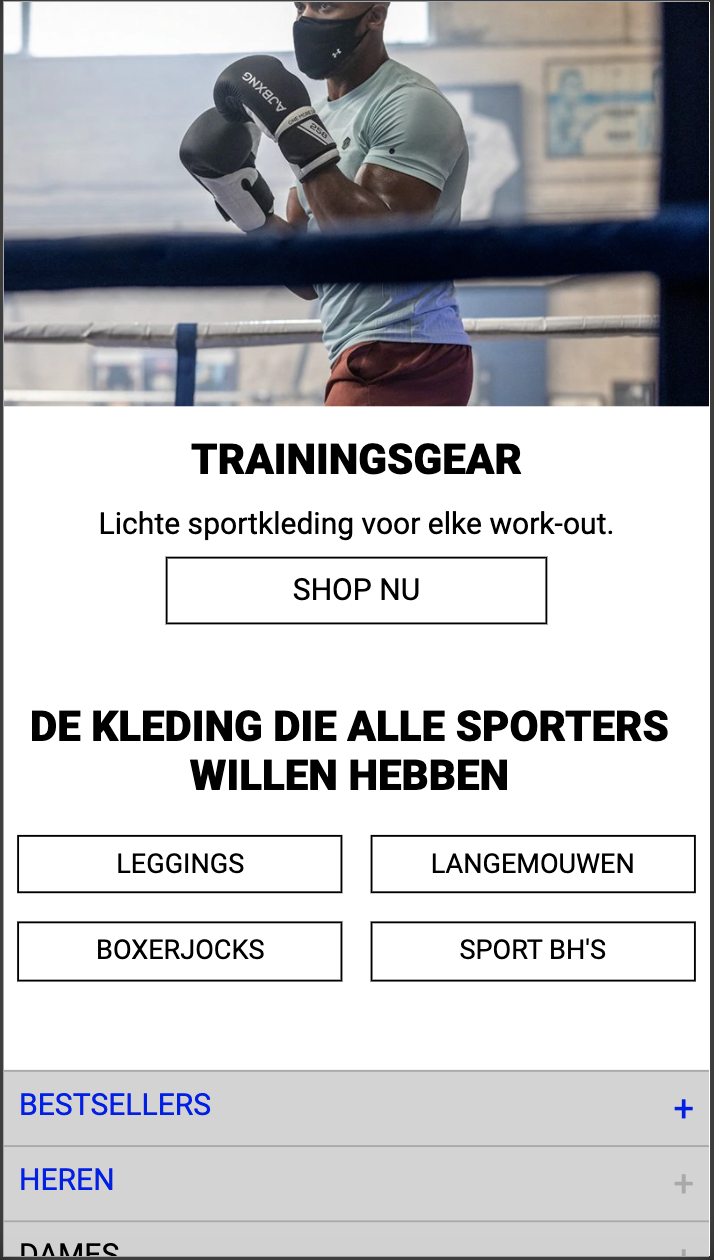 AJBXNG
TRAININGSGEAR
Lichte sportkleding voor elke work-out.
SHOP NU
DE KLEDING DIE ALLE SPORTERS
WILLEN HEBBEN
LEGGINGS
LANGEMOUWEN
BOXERJOCKS
SPORT BH'S
BESTSELLERS
+
HEREN
+
DAMES